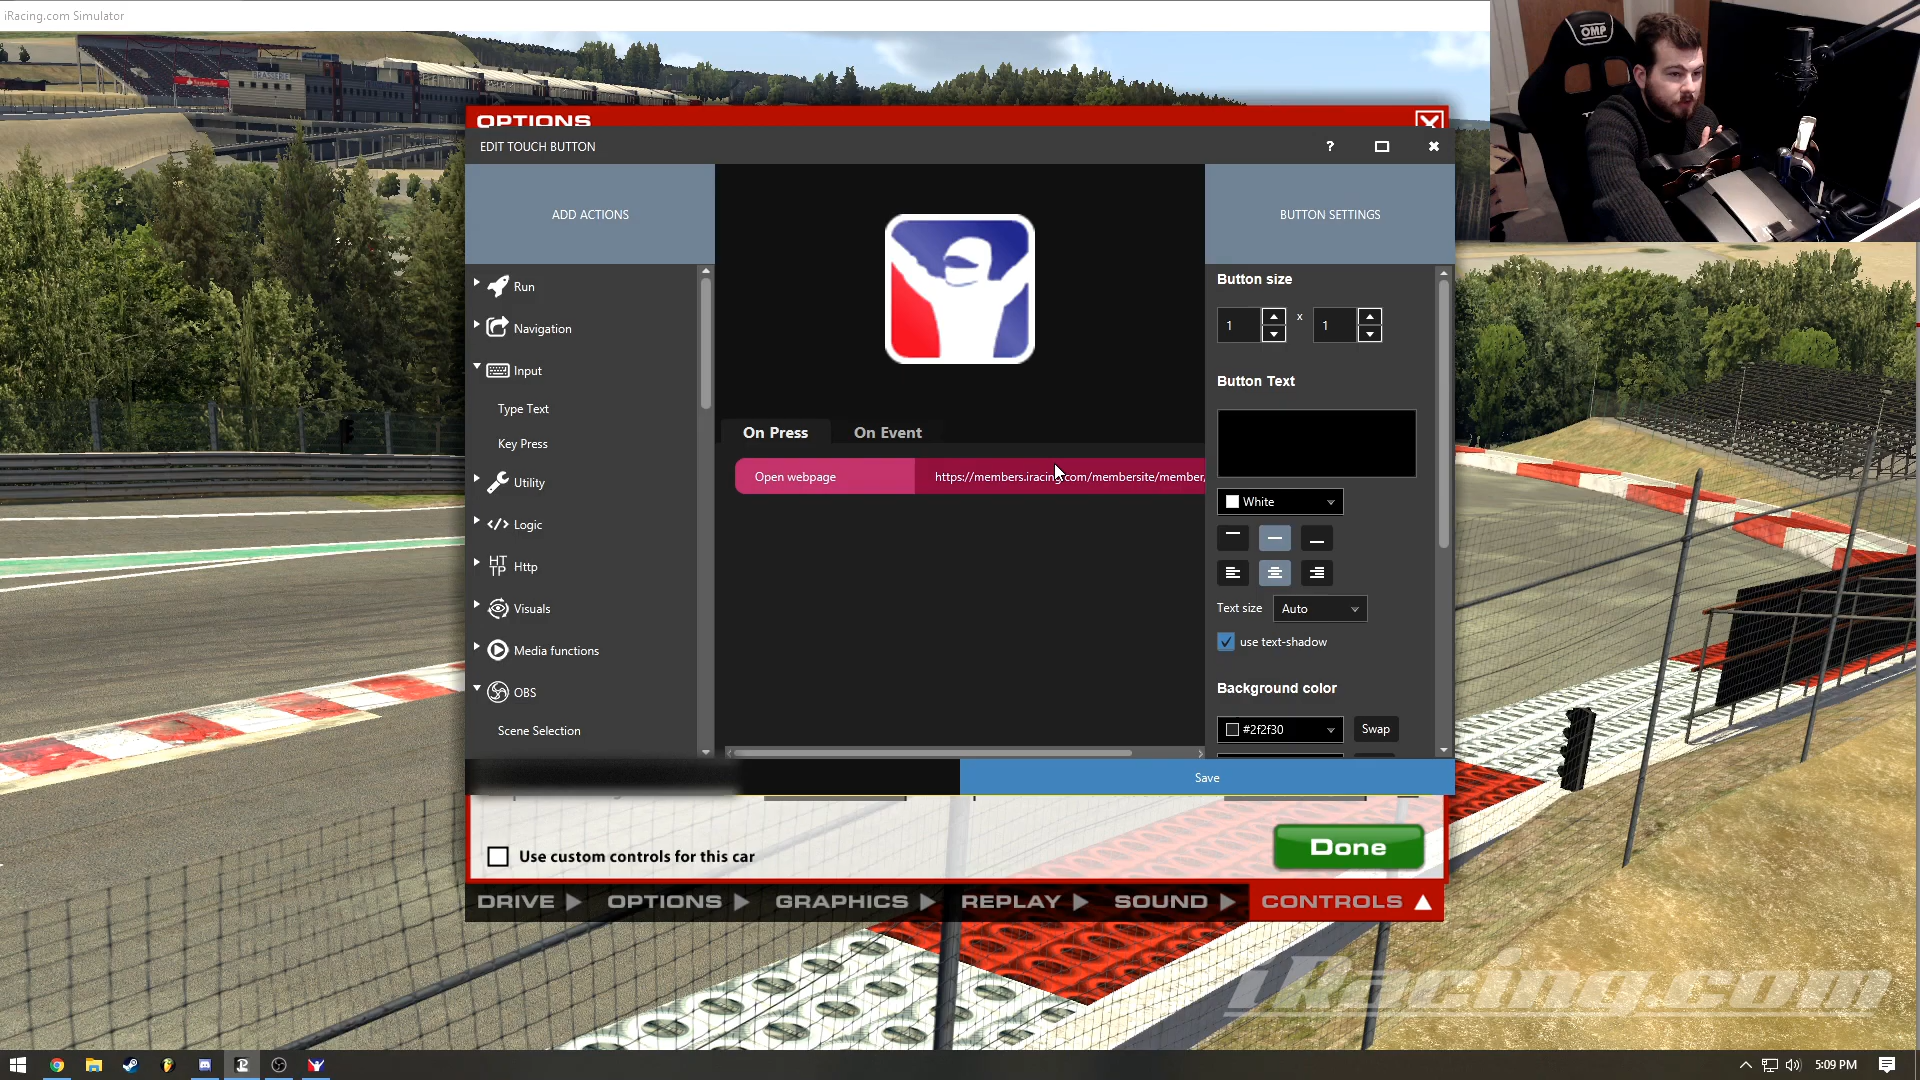 iRacing.com Simulator
OMP
OPTIONS
EDIT TOUCH BUTTON
?
ADD ACTIONS
BUTTON SETTINGS
Run
Navigation
Input
Type Text
Key Press
Utility
Logic
HTTP Http
Visuals
Media functions
OBS
Scene Selection
On Press
On Event
Open webpage
https://members.iracing.com/membersite/member/
Button size
1 x 1
Button Text
White
Text size Auto
use text-shadow
Background color
#2f2f30
Swap
Save
Use custom controls for this car
Done
DRIVE OPTIONS GRAPHICS REPLAY SOUND CONTROLS
iRacing.com
5:09 PM